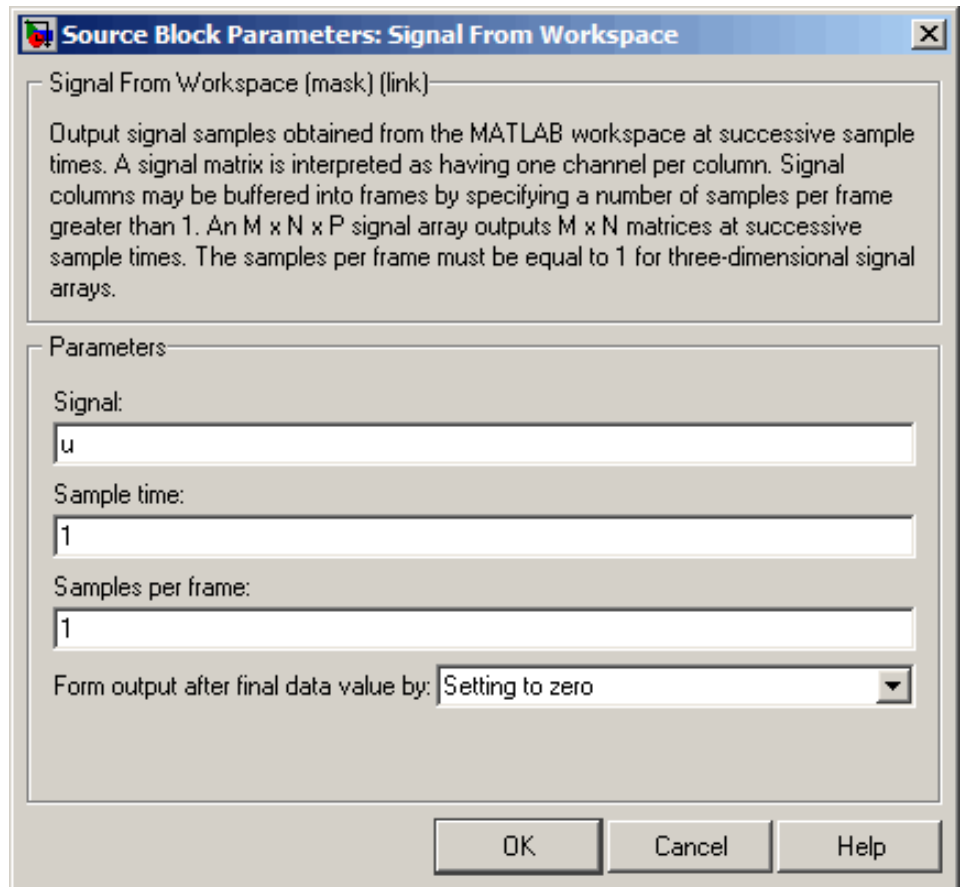 Source Block Parameters: Signal From Workspace
Signal From Workspace (mask) (link)
Output signal samples obtained from the MATLAB workspace at successive sample
times. A signal matrix is interpreted as having one channel per column. Signal
columns may be buffered into frames by specifying a number of samples per frame
greater than 1. An M x N x P signal array outputs M x N matrices at successive
sample times. The samples per frame must be equal to 1 for three-dimensional signal
arrays.
Parameters
Signal:
u
Sample time:
1
Samples per frame:
1
Form output after final data value by: Setting to zero
OK Cancel Help